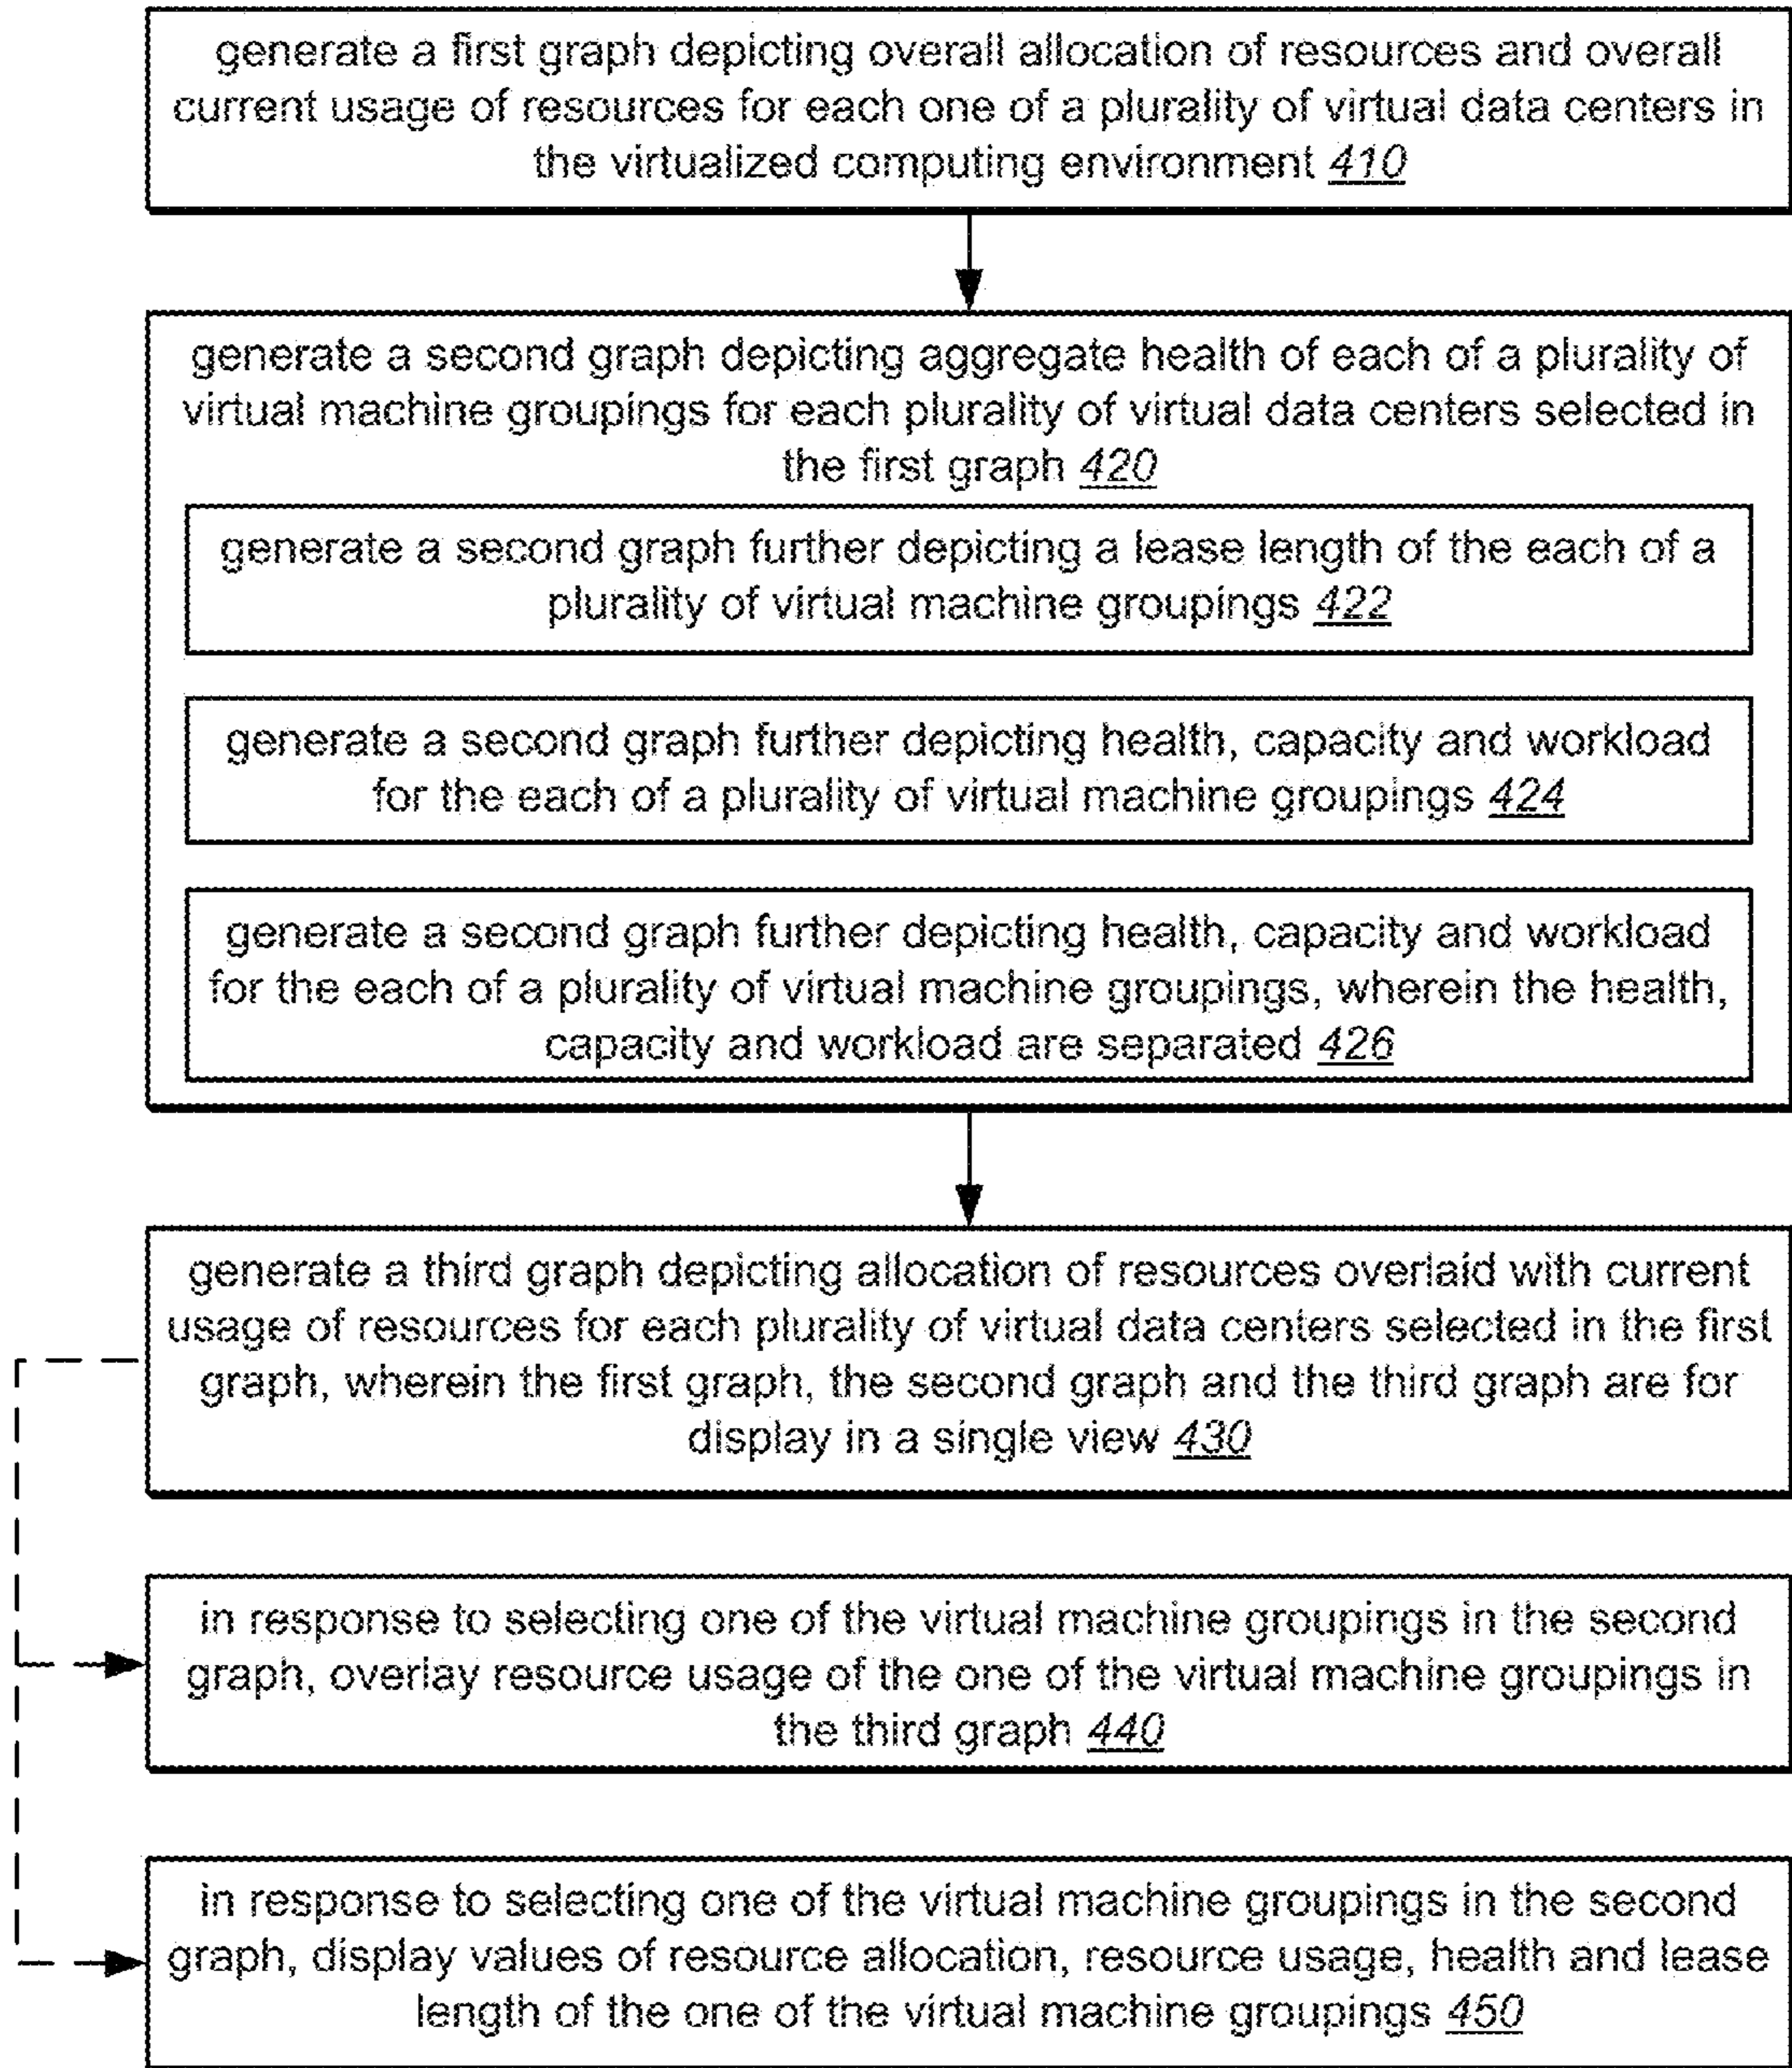 generate a first graph depicting overall allocation of resources and overall
current usage of resources for each one of a plurality of virtual data centers in
the virtualized computing environment 410
generate a second graph depicting aggregate health of each of a plurality of
virtual machine groupings for each plurality of virtual data centers selected in
the first graph 420
generate a second graph further depicting a lease length of the each of a
plurality of virtual machine groupings 422
generate a second graph further depicting health, capacity and workload
for the each of a plurality of virtual machine groupings 424
generate a second graph further depicting health, capacity and workload
for the each of a plurality of virtual machine groupings, wherein the health,
capacity and workload are separated 426
generate a third graph depicting allocation of resources overlaid with current
usage of resources for each plurality of virtual data centers selected in the first
graph, wherein the first graph, the second graph and the third graph are for
display in a single view 430
in response to selecting one of the virtual machine groupings in the second
graph, overlay resource usage of the one of the virtual machine groupings in
the third graph 440
in response to selecting one of the virtual machine groupings in the second
graph, display values of resource allocation, resource usage, health and lease
length of the one of the virtual machine groupings 450